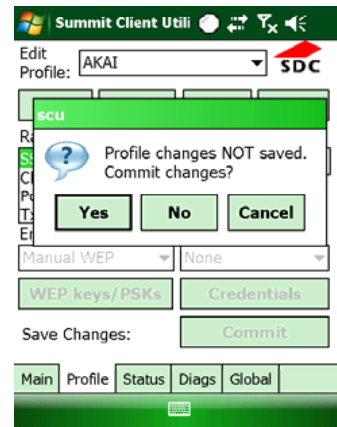 Summit Client Utili
Edit
Profile: AKAI
SDC
scu
Profile changes NOT saved.
Commit changes?
Yes No Cancel
Manual WEP None
WEP keys/PSKs Credentials
Save Changes: Commit
Main Profile Status Diags Global